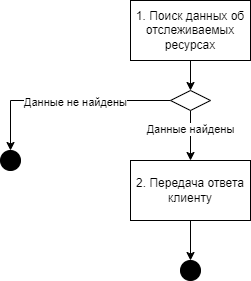 1. Поиск данных об
отслеживаемых
ресурсах
Данные не найдены
Данные найдены
2. Передача ответа
клиенту